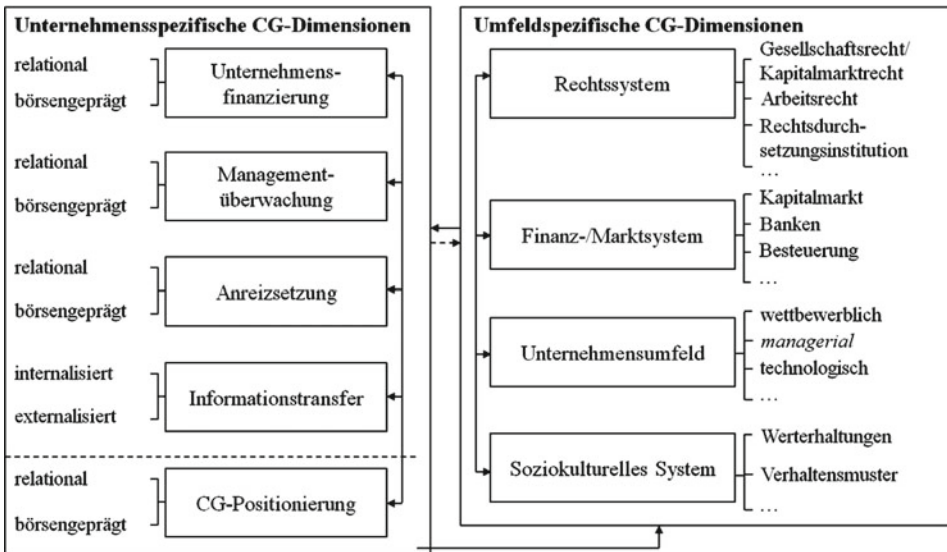 Unternehmensspezifische CG-Dimensionen
relational
börsengeprägt
Unternehmens-
finanzierung
relational
börsengeprägt
Management-
überwachung
relational
börsengeprägt
Anreizsetzung
internalisiert
externalisiert
Informationstransfer
relational
börsengeprägt
CG-Positionierung
Umfeldspezifische CG-Dimensionen
Rechtssystem
Gesellschaftsrecht/
Kapitalmarktrecht
Arbeitsrecht
Rechtsdurch-
setzungsinstitution
…
Finanz-/Marktsystem
Kapitalmarkt
Banken
Besteuerung
…
Unternehmensumfeld
wettbewerblich
managerial
technologisch
…
Soziokulturelles System
Werterhaltungen
Verhaltensmuster
…